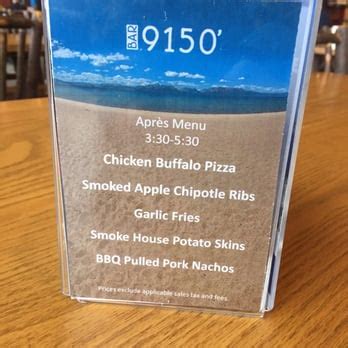 BAR 9150'
Après Menu
3:30-5:30
Chicken Buffalo Pizza
Smoked Apple Chipotle Ribs
Garlic Fries
Smoke House Potato Skins
BBQ Pulled Pork Nachos
Prices exclude applicable sales tax and fees.